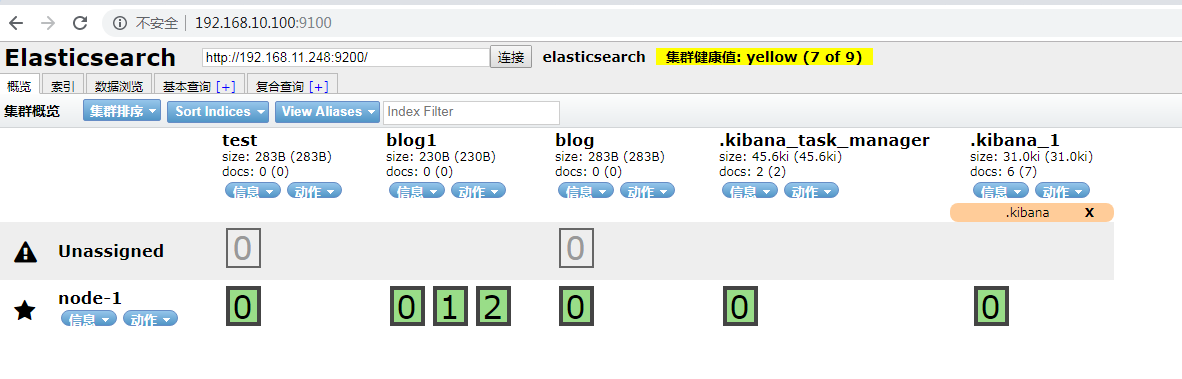 不安全 192.168.10.100:9100
Elasticsearch http://192.168.11.248:9200/ 连接 elasticsearch 集群健康值: yellow (7 of 9)
概览 索引 数据浏览 基本查询 [+] 复合查询 [+]
集群概览 集群排序 Sort Indices View Aliases Index Filter
test blog1 blog .kibana_task_manager .kibana_1
size: 283B (283B) size: 230B (230B) size: 283B (283B) size: 45.6ki (45.6ki) size: 31.0ki (31.0ki)
docs: 0 (0) docs: 0 (0) docs: 0 (0) docs: 2 (2) docs: 6 (7)
信息 动作 信息 动作 信息 动作 信息 动作 信息 动作
.kibana X
Unassigned 0 0
node-1 0 0 1 2 0 0 0
信息 动作